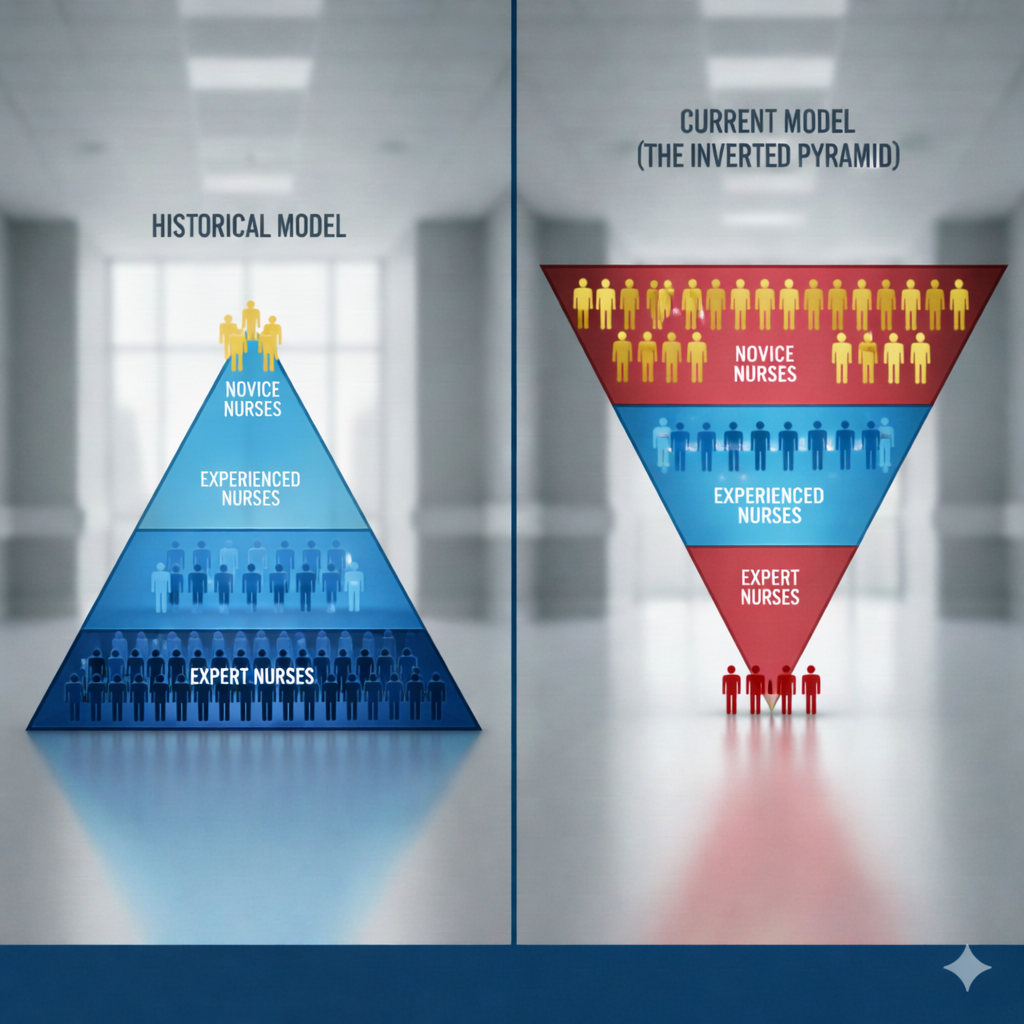 HISTORICAL MODEL
NOVICE
NURSES
EXPERIENCED
NURSES
EXPERT NURSES
CURRENT MODEL
(THE INVERTED PYRAMID)
NOVICE
NURSES
EXPERIENCED
NURSES
EXPERT
NURSES